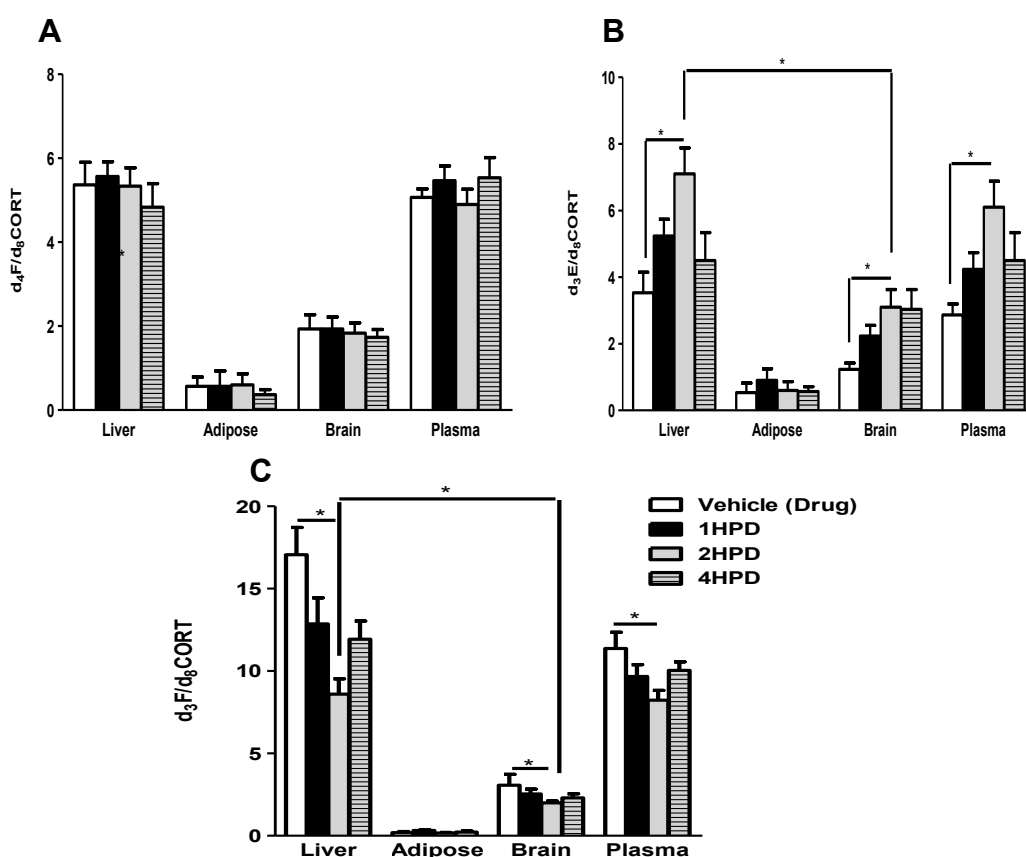 A
8
6
4
2
0
d4F/d8CORT
*
Liver Adipose Brain Plasma
B
10
8
6
4
2
0
d3E/d8CORT
*
*
*
*
Liver Adipose Brain Plasma
C
20
15
10
5
0
d3F/d8CORT
*
*
*
*
Liver Adipose Brain Plasma
Vehicle (Drug)
1HPD
2HPD
4HPD